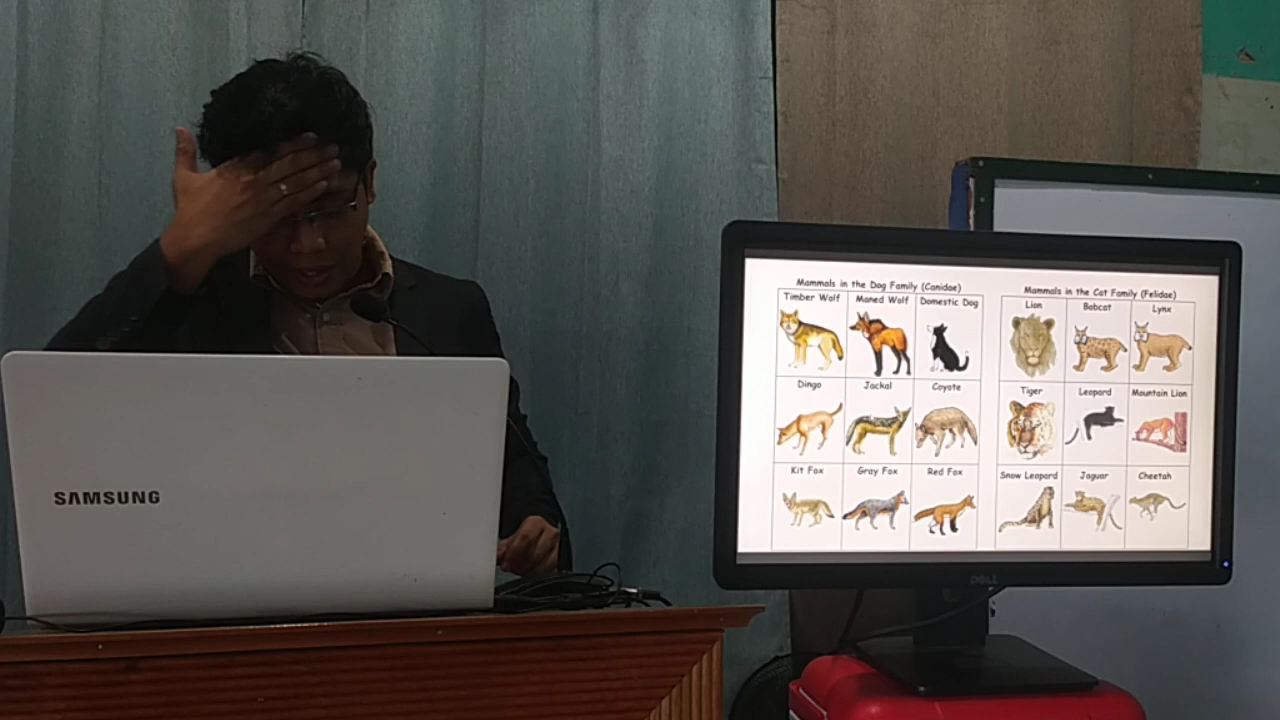 SAMSUNG
Mammals in the Dog Family (Canidae)
Timber Wolf Maned Wolf Domestic Dog
Dingo Jackal Coyote
Kit Fox Gray Fox Red Fox
Mammals in the Cat Family (Felidae)
Lion Bobcat Lynx
Tiger Leopard Mountain Lion
Snow Leopard Jaguar Cheetah
DELL